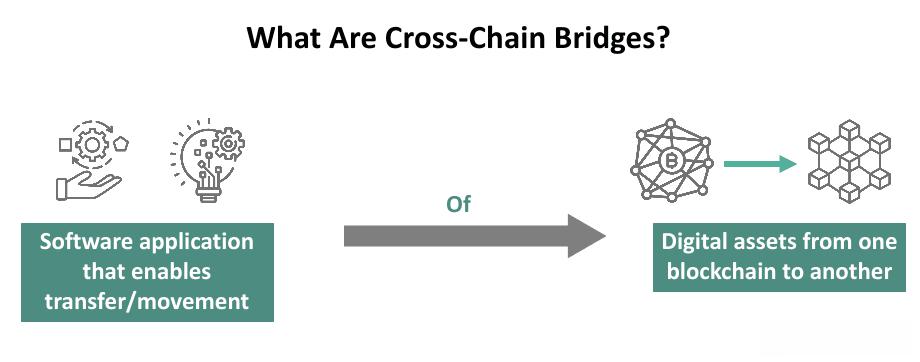 What Are Cross-Chain Bridges?
Of
Software application
that enables
transfer/movement
Digital assets from one
blockchain to another